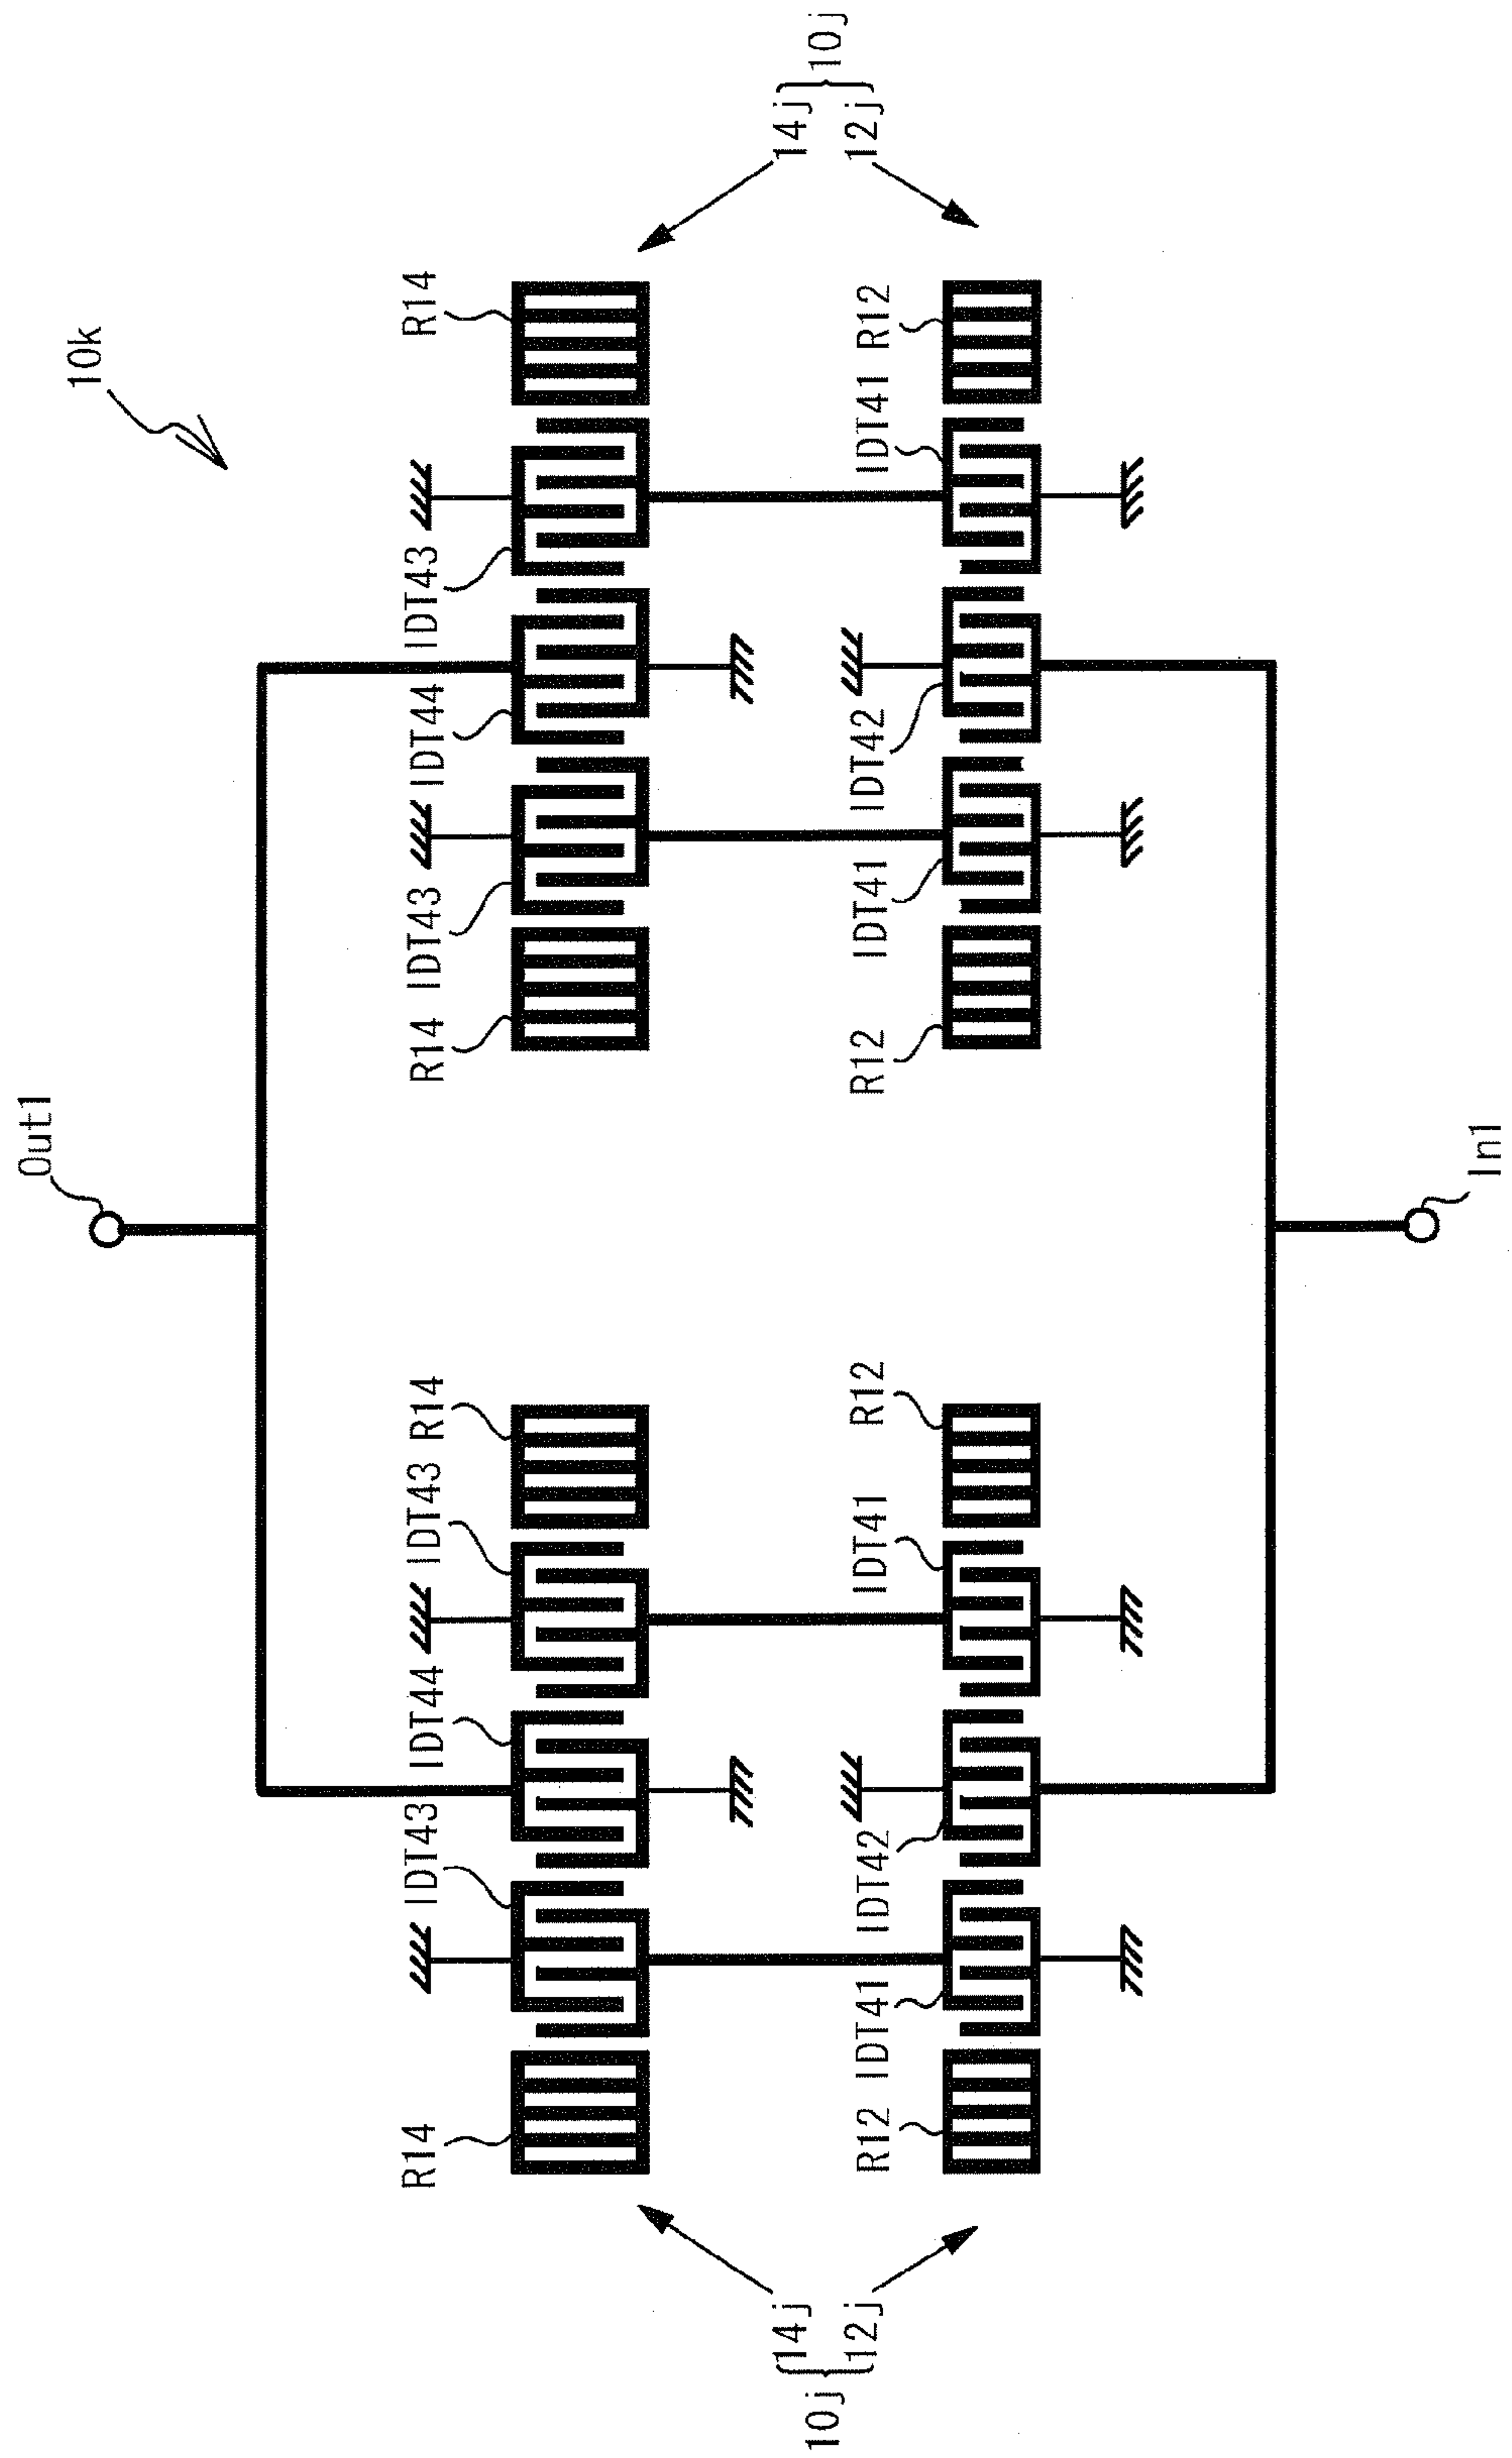 Out1
10k
R14
IDT43
IDT44
IDT43
R14
R14
IDT43
IDT44
IDT43
R14
10j
14j
12j
14j
12j
10j
R12
IDT41
IDT42
IDT41
R12
R12
IDT41
IDT42
IDT41
R12
In1